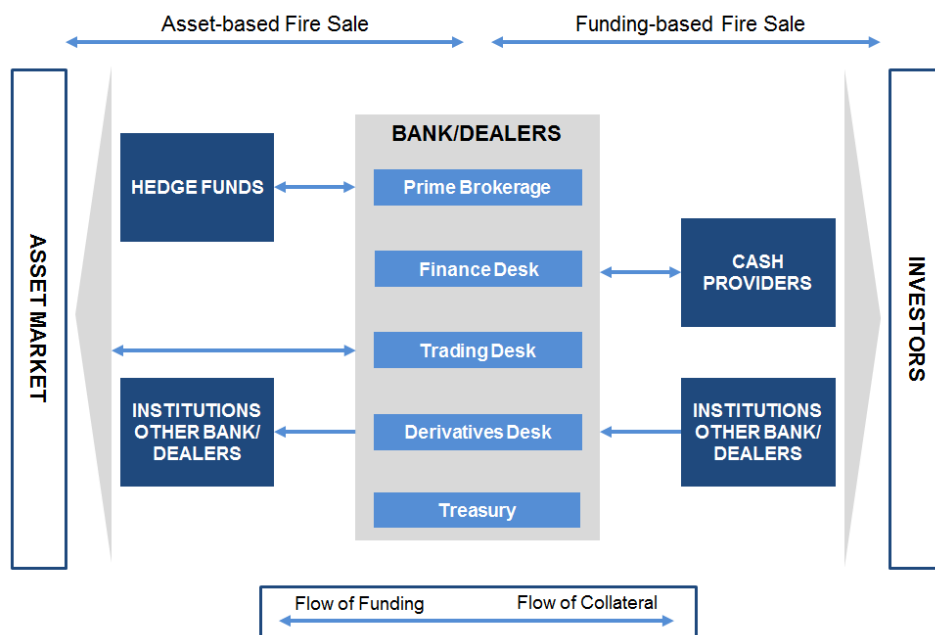 Asset-based Fire Sale
Funding-based Fire Sale
ASSET MARKET
HEDGE FUNDS
INSTITUTIONS
OTHER BANK/
DEALERS
BANK/DEALERS
Prime Brokerage
Finance Desk
Trading Desk
Derivatives Desk
Treasury
CASH
PROVIDERS
INSTITUTIONS
OTHER BANK/
DEALERS
INVESTORS
Flow of Funding
Flow of Collateral